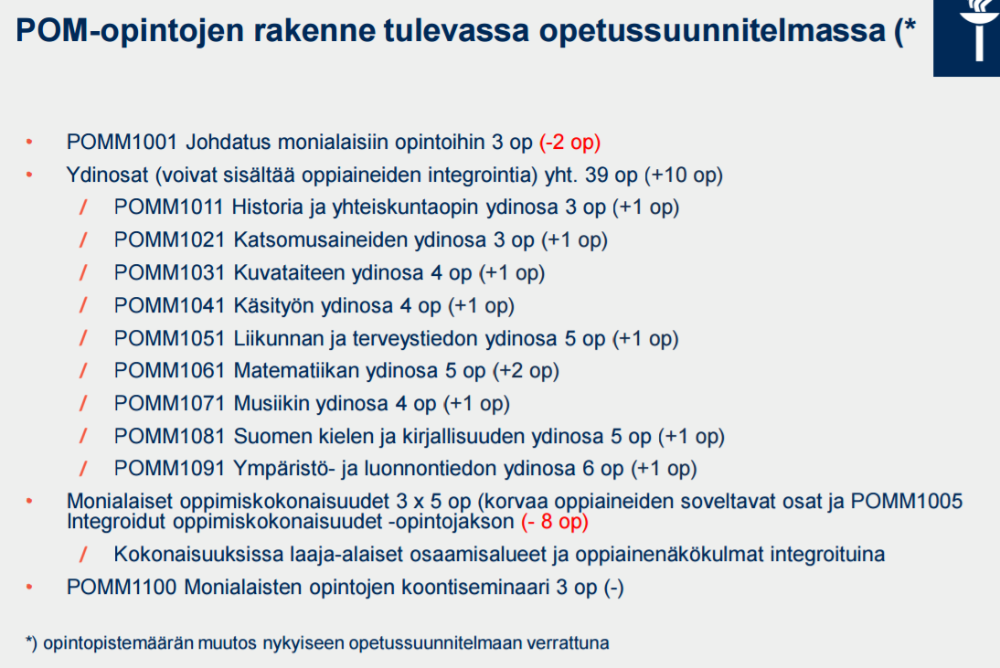 POM-opintojen rakenne tulevassa opetussuunnitelmassa (*
• POMM1001 Johdatus monialaisiin opintoihin 3 op (-2 op)
• Ydinosat (voivat sisältää oppiaineiden integrointia) yht. 39 op (+10 op)
/ POMM1011 Historia ja yhteiskuntaopin ydinosa 3 op (+1 op)
/ POMM1021 Katsomusaineiden ydinosa 3 op (+1 op)
/ POMM1031 Kuvataiteen ydinosa 4 op (+1 op)
/ POMM1041 Käsityön ydinosa 4 op (+1 op)
/ POMM1051 Liikunnan ja terveystiedon ydinosa 5 op (+1 op)
/ POMM1061 Matematiikan ydinosa 5 op (+2 op)
/ POMM1071 Musiikin ydinosa 4 op (+1 op)
/ POMM1081 Suomen kielen ja kirjallisuuden ydinosa 5 op (+1 op)
/ POMM1091 Ympäristö- ja luonnontiedon ydinosa 6 op (+1 op)
• Monialaiset oppimiskokonaisuudet 3 x 5 op (korvaa oppiaineiden soveltavat osat ja POMM1005
Integroidut oppimiskokonaisuudet -opintojakson (- 8 op)
/ Kokonaisuuksissa laaja-alaiset osaamisalueet ja oppiainenäkökulmat integroituina
• POMM1100 Monialaisten opintojen koontiseminaari 3 op (-)
*) opintopistemäärän muutos nykyiseen opetussuunnitelmaan verrattuna